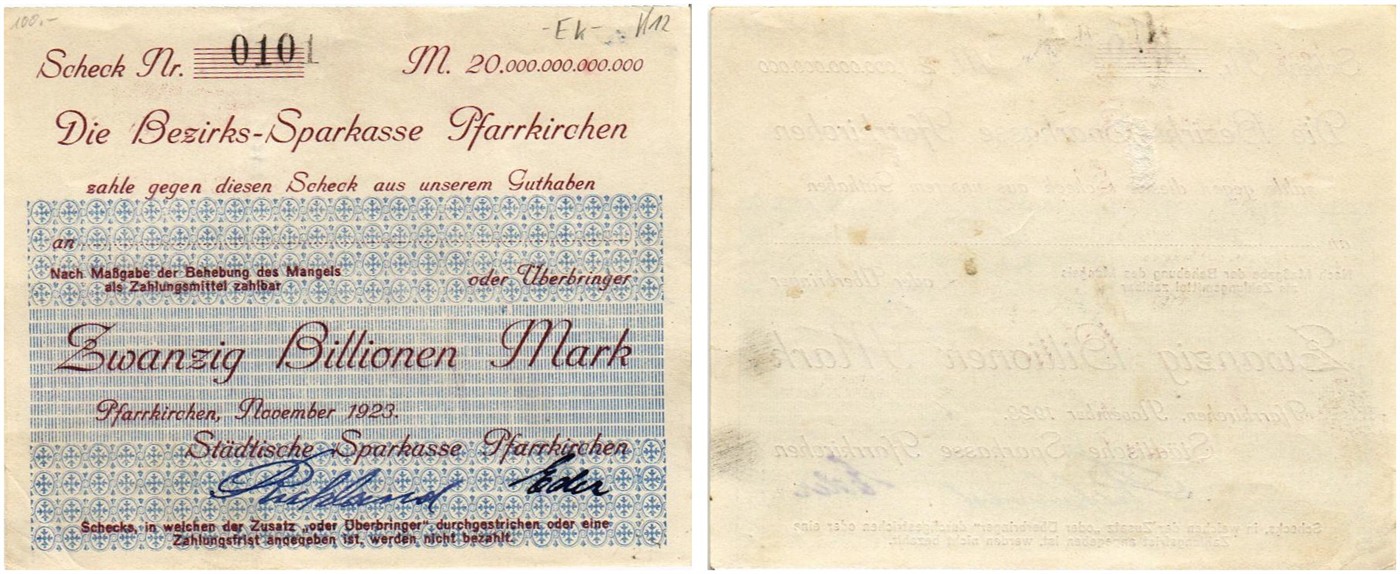 100.-
-EK- H12
Scheck Nr. 0101 M. 20.000.000.000.000
Die Bezirks-Sparkasse Pfarrkirchen
zahle gegen diesen Scheck aus unserem Guthaben
an
Nach Maßgabe der Behebung des Mangels
als Zahlungsmittel zahlbar
oder Überbringer
Zwanzig Billionen Mark
Pfarrkirchen, November 1923.
Städtische Sparkasse Pfarrkirchen
Eder
Schecks, in welchen der Zusatz „oder Überbringer" durchgestrichen oder eine
Zahlungsfrist angegeben ist, werden nicht bezahlt.